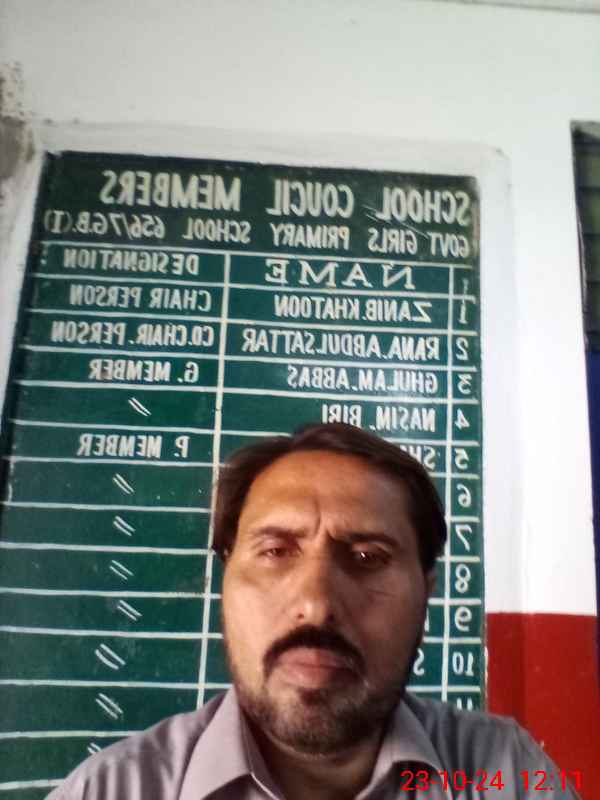 SCHOOL COUCIL MEMBERS
GOVT GIRLS PRIMARY SCHOOL 656/7 G.B.(I)
NAME DESIGNATION
1 ZANIB.KHATOON CHAIR PERSON
2 RANA.ABDULSATTAR CO.CHAIR.PERSON
3 GHULAM.ABBAS G. MEMBER
4 NASIM. BIBI //
5 P. MEMBER
6 //
7 //
8 //
9 //
10 //
11 //
//
23-10-24 12:11